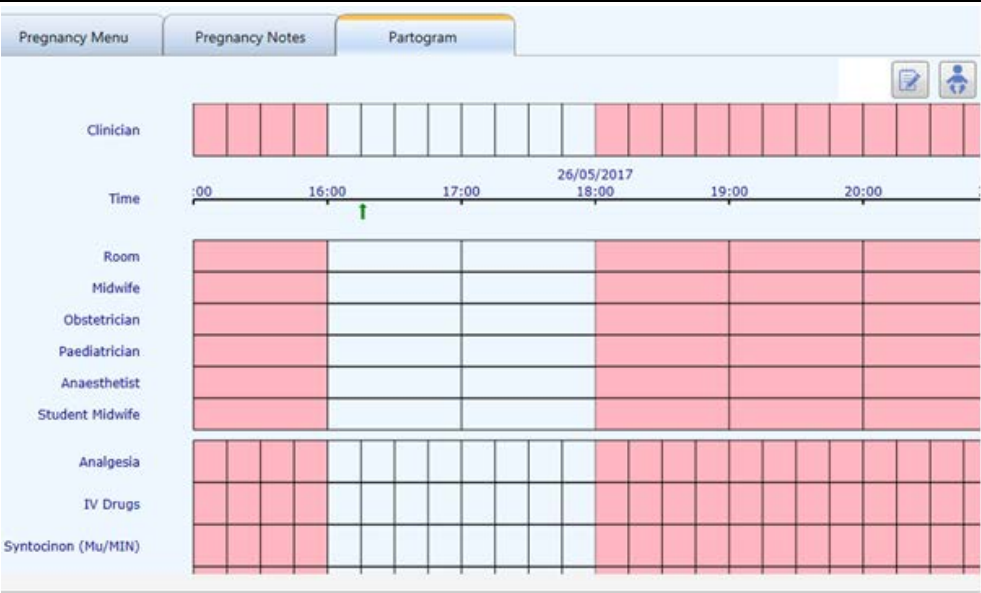 Pregnancy Menu Pregnancy Notes Partogram
Clinician
26/05/2017
Time :00 16:00 17:00 18:00 19:00 20:00
Room
Midwife
Obstetrician
Paediatrician
Anaesthetist
Student Midwife
Analgesia
IV Drugs
Syntocinon (Mu/MIN)